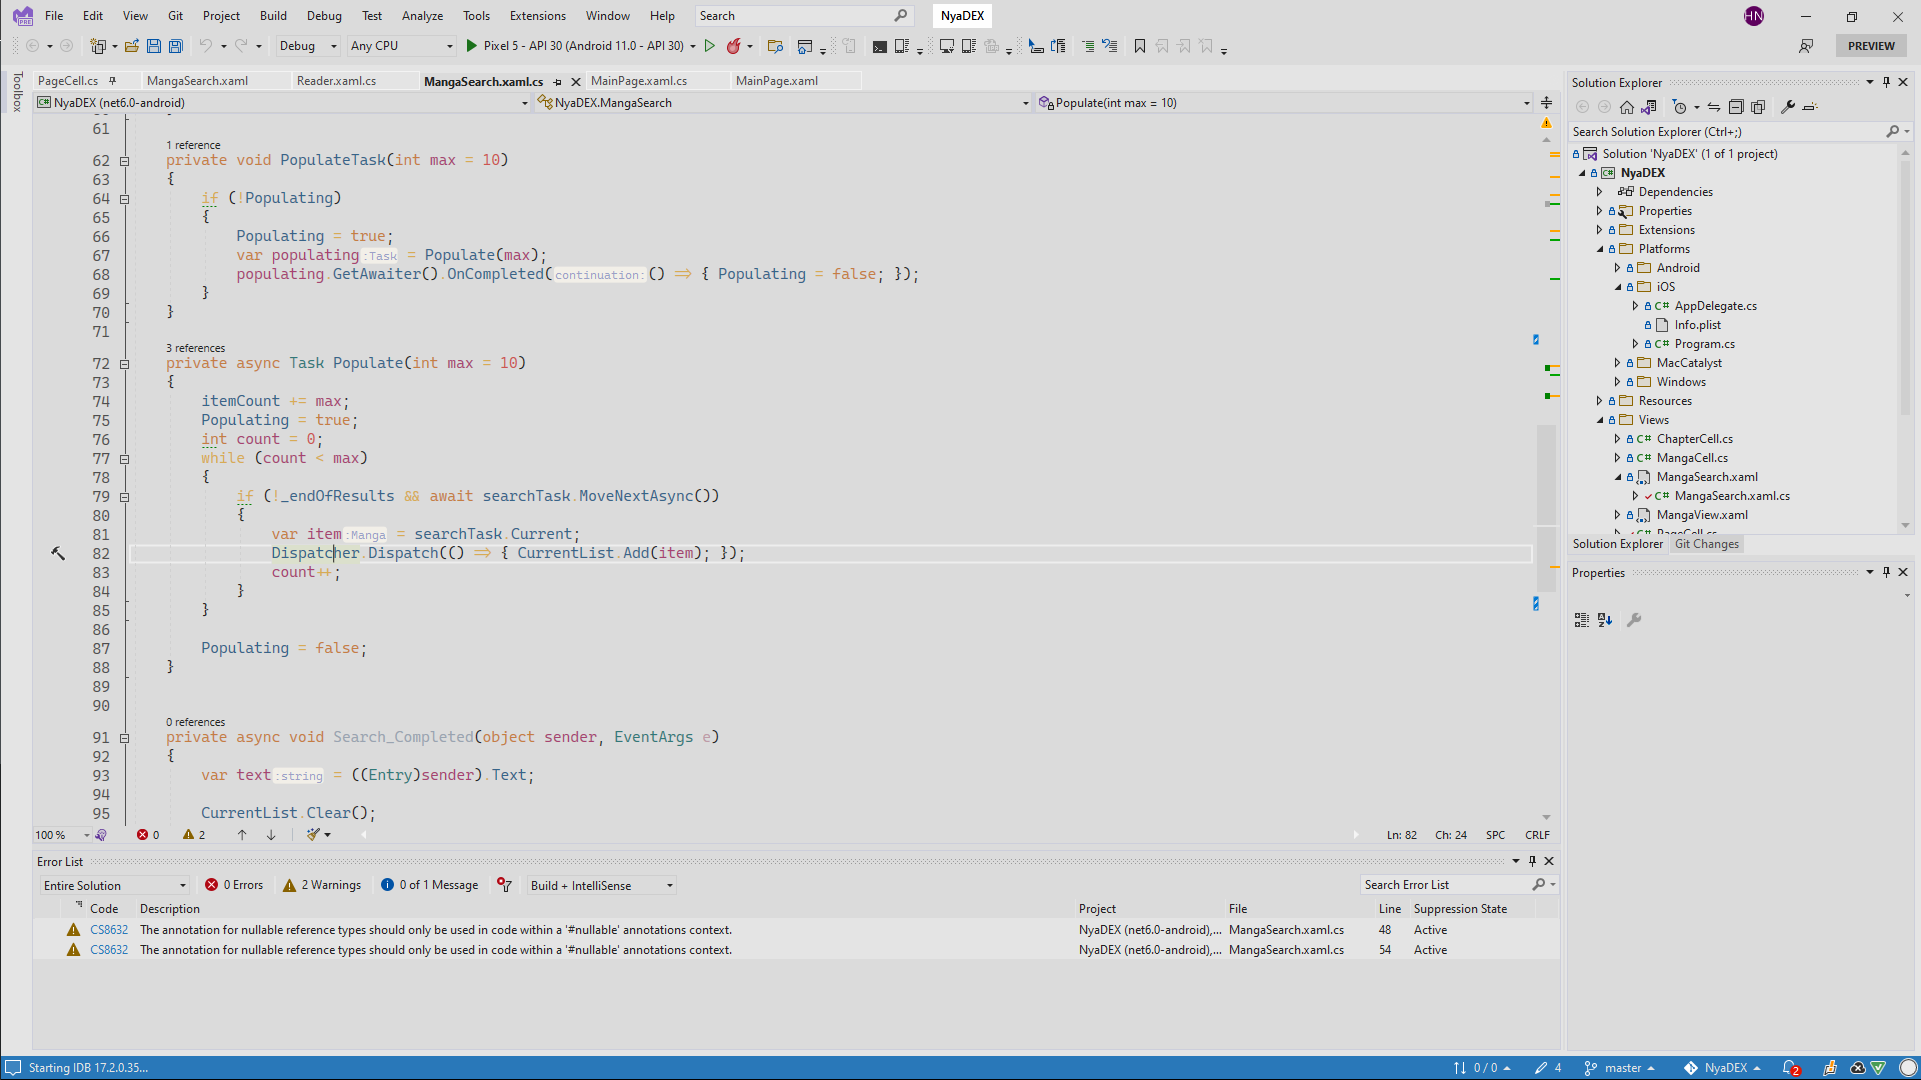 File Edit View Git Project Build Debug Test Analyze Tools Extensions Window Help Search NyaDEX HN
Debug Any CPU Pixel 5 - API 30 (Android 11.0 - API 30) PREVIEW
Toolbox
PageCell.cs MangaSearch.xaml Reader.xaml.cs MangaSearch.xaml.cs MainPage.xaml.cs MainPage.xaml
NyaDEX (net6.0-android) NyaDEX.MangaSearch Populate(int max = 10)
61
1 reference
62 private void PopulateTask(int max = 10)
63 {
64 if (!Populating)
65 {
66 Populating = true;
67 var populating:Task = Populate(max);
68 populating.GetAwaiter().OnCompleted(continuation:() => { Populating = false; });
69 }
70 }
71
3 references
72 private async Task Populate(int max = 10)
73 {
74 itemCount += max;
75 Populating = true;
76 int count = 0;
77 while (count < max)
78 {
79 if (!_endOfResults && await searchTask.MoveNextAsync())
80 {
81 var item:Manga = searchTask.Current;
82 Dispatcher.Dispatch(() => { CurrentList.Add(item); });
83 count++;
84 }
85 }
86
87 Populating = false;
88 }
89
90
0 references
91 private async void Search_Completed(object sender, EventArgs e)
92 {
93 var text:string = ((Entry)sender).Text;
94
95 CurrentList.Clear();
100 % 0 2 Ln: 82 Ch: 24 SPC CRLF
Error List
Entire Solution 0 Errors 2 Warnings 0 of 1 Message Build + IntelliSense Search Error List
Code Description Project File Line Suppression State
CS8632 The annotation for nullable reference types should only be used in code within a '#nullable' annotations context. NyaDEX (net6.0-android),... MangaSearch.xaml.cs 48 Active
CS8632 The annotation for nullable reference types should only be used in code within a '#nullable' annotations context. NyaDEX (net6.0-android),... MangaSearch.xaml.cs 54 Active
Solution Explorer
Search Solution Explorer (Ctrl+;)
Solution 'NyaDEX' (1 of 1 project)
NyaDEX
Dependencies
Properties
Extensions
Platforms
Android
iOS
C# AppDelegate.cs
Info.plist
C# Program.cs
MacCatalyst
Windows
Resources
Views
C# ChapterCell.cs
C# MangaCell.cs
MangaSearch.xaml
C# MangaSearch.xaml.cs
MangaView.xaml
C# PageCell.cs
Solution Explorer Git Changes
Properties
Starting IDB 17.2.0.35... 0 / 0 4 master NyaDEX 2